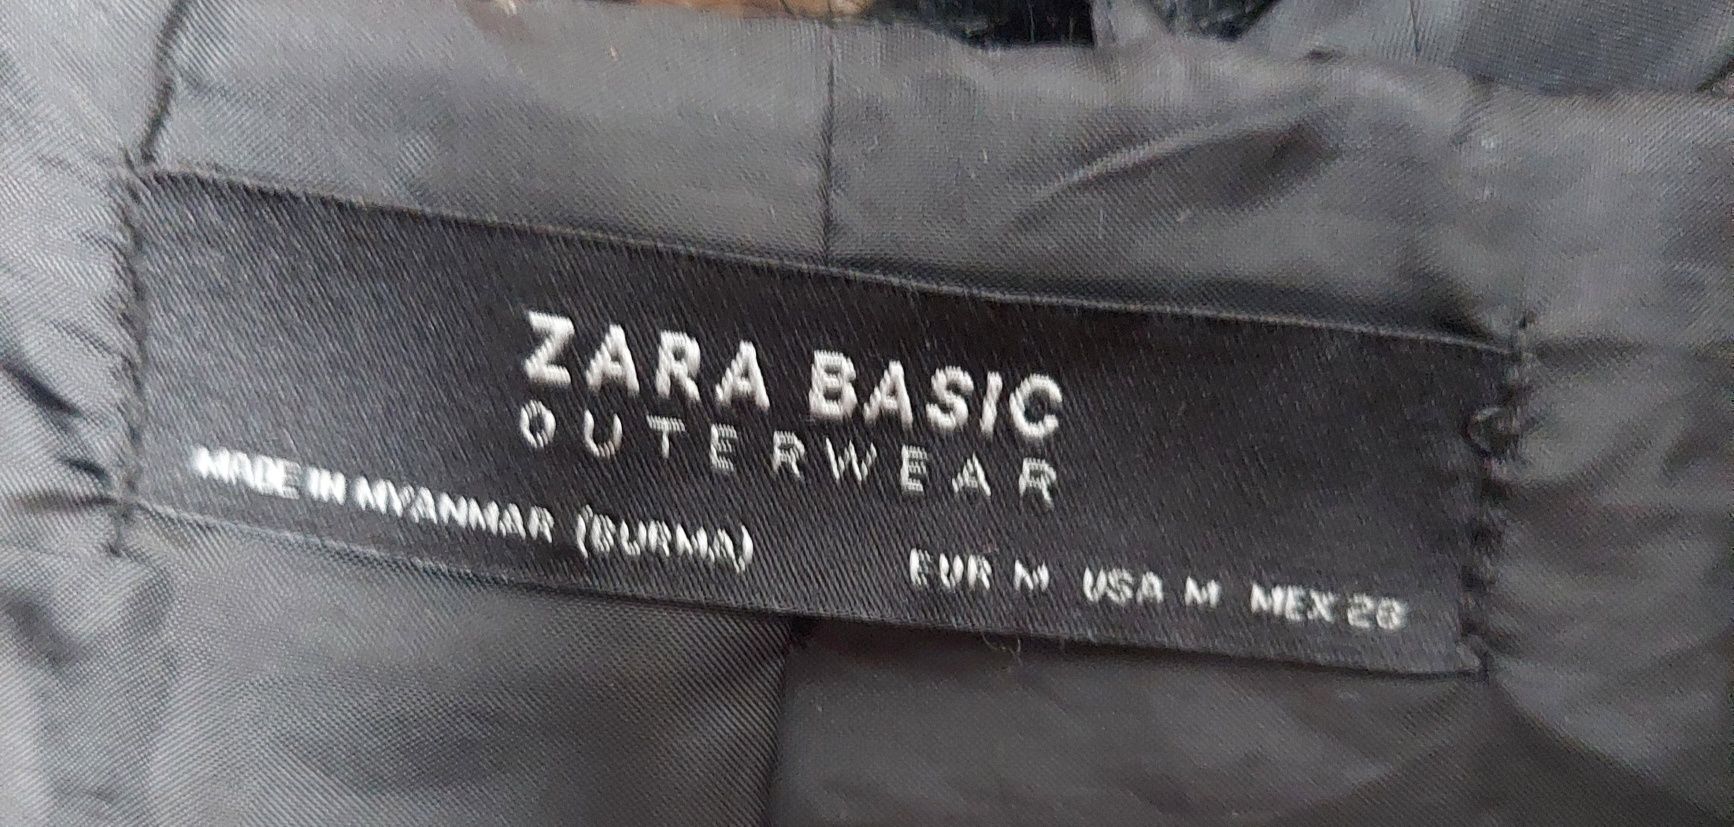 ZARA BASIC
OUTERWEAR
MADE IN MYANMAR (BURMA)
EUR M USA M MEX 28